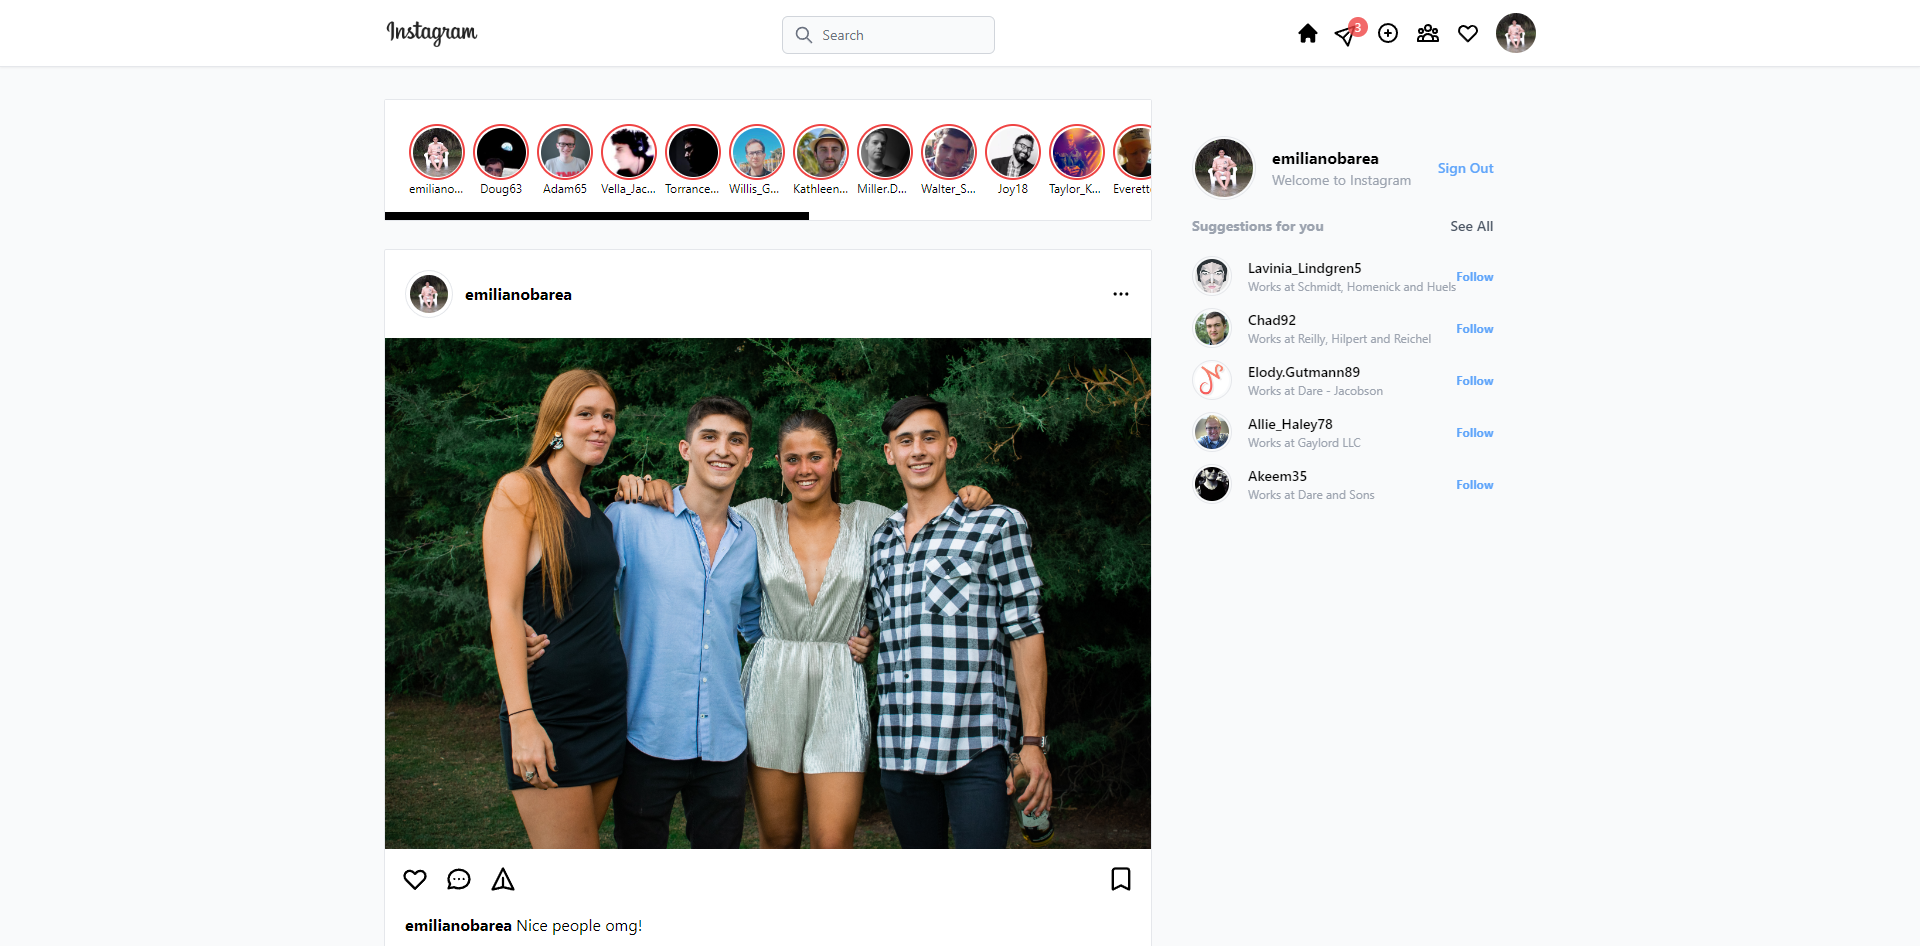 Instagram
Search
3
emiliano...
Doug63
Adam65
Vella_Jac...
Torrance...
Willis_G...
Kathleen...
Miller.D...
Walter_S...
Joy18
Taylor_K...
Everett
emilianobarea
Welcome to Instagram
Sign Out
Suggestions for you
See All
Lavinia_Lindgren5
Works at Schmidt, Homenick and Huels
Follow
Chad92
Works at Reilly, Hilpert and Reichel
Follow
Elody.Gutmann89
Works at Dare - Jacobson
Follow
Allie_Haley78
Works at Gaylord LLC
Follow
Akeem35
Works at Dare and Sons
Follow
emilianobarea
emilianobarea Nice people omg!